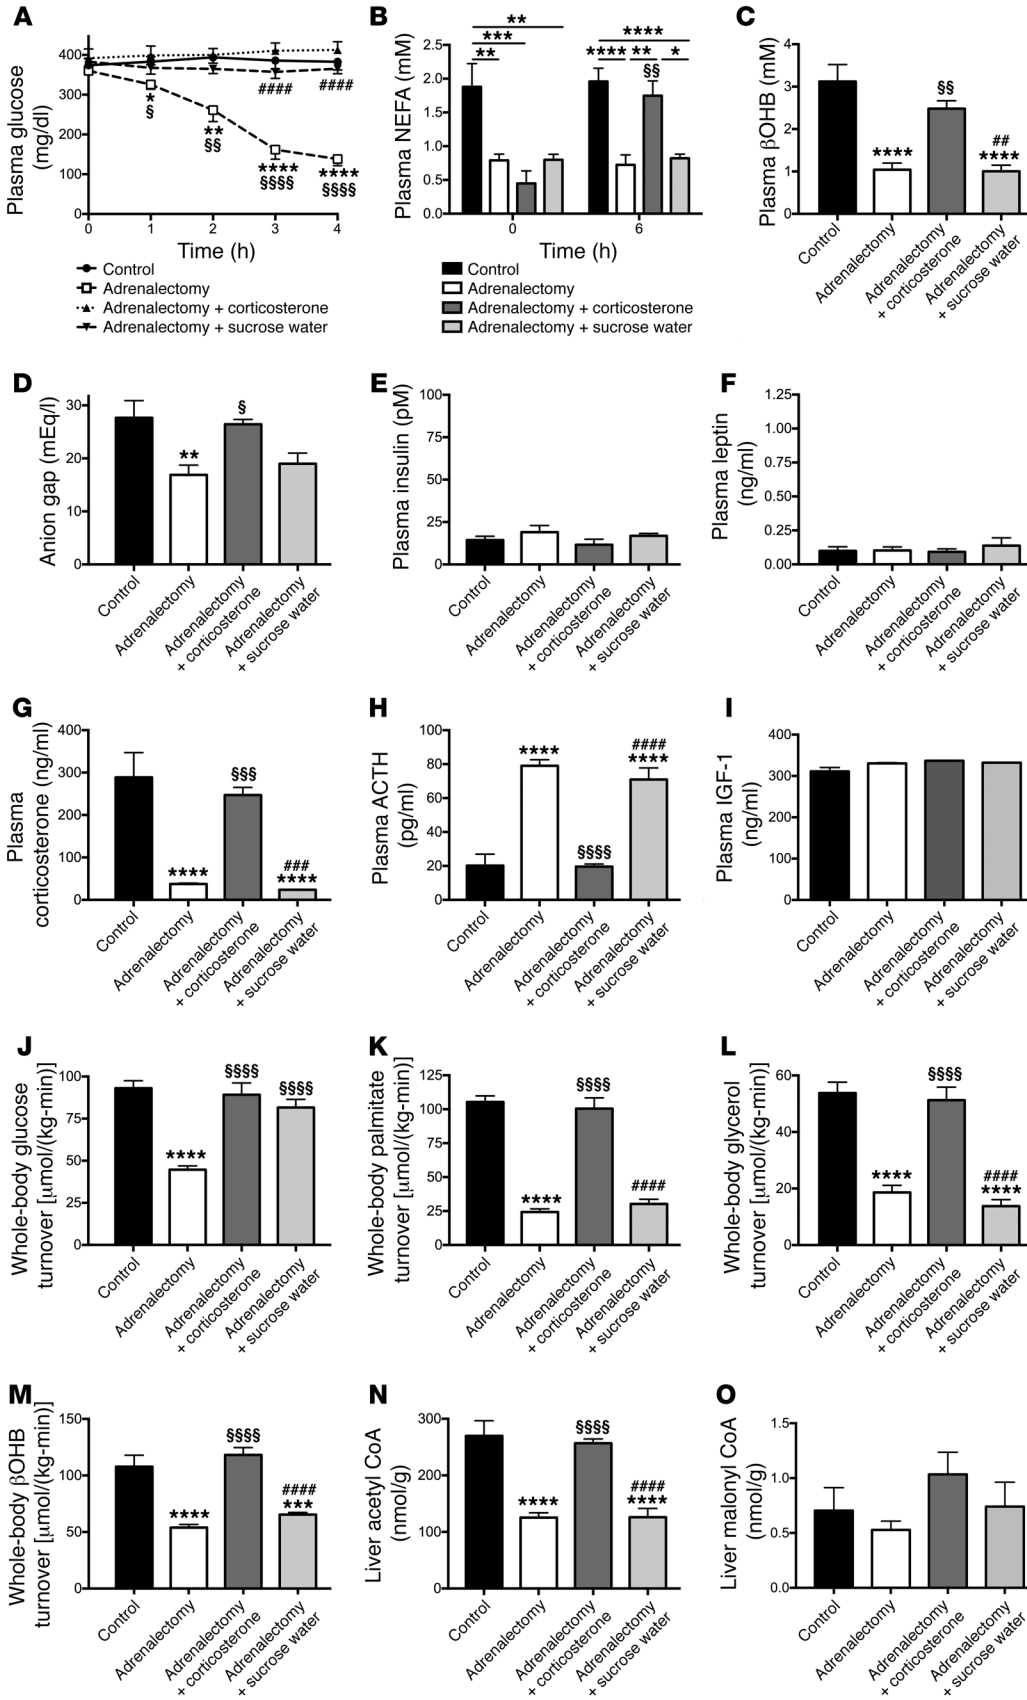 A
Plasma glucose
(mg/dl)
400
300
200
100
0
*
§
**
§§
####
****
§§§§
####
****
§§§§
0 1 2 3 4
Time (h)
Control
Adrenalectomy
Adrenalectomy + corticosterone
Adrenalectomy + sucrose water
B
Plasma NEFA (mM)
2.5
2.0
1.5
1.0
0.5
0.0
**
***
**
****
**** ** *
§§
0 6
Time (h)
Control
Adrenalectomy
Adrenalectomy + corticosterone
Adrenalectomy + sucrose water
C
Plasma βOHB (mM)
4
3
2
1
0
****
§§
##
****
Control
Adrenalectomy
Adrenalectomy
+ corticosterone
Adrenalectomy
+ sucrose water
D
Anion gap (mEq/l)
30
20
10
0
**
§
Control
Adrenalectomy
Adrenalectomy
+ corticosterone
Adrenalectomy
+ sucrose water
E
Plasma insulin (pM)
100
75
50
25
0
Control
Adrenalectomy
Adrenalectomy
+ corticosterone
Adrenalectomy
+ sucrose water
F
Plasma leptin
(ng/ml)
1.25
1.00
0.75
0.50
0.25
0.00
Control
Adrenalectomy
Adrenalectomy
+ corticosterone
Adrenalectomy
+ sucrose water
G
Plasma
corticosterone (ng/ml)
400
300
200
100
0
****
§§§
###
****
Control
Adrenalectomy
Adrenalectomy
+ corticosterone
Adrenalectomy
+ sucrose water
H
Plasma ACTH
(pg/ml)
100
80
60
40
20
0
****
§§§§
####
****
Control
Adrenalectomy
Adrenalectomy
+ corticosterone
Adrenalectomy
+ sucrose water
I
Plasma IGF-1
(ng/ml)
400
300
200
100
0
Control
Adrenalectomy
Adrenalectomy
+ corticosterone
Adrenalectomy
+ sucrose water
J
Whole-body glucose
turnover [μmol/(kg-min)]
100
75
50
25
0
****
§§§§
§§§§
Control
Adrenalectomy
Adrenalectomy
+ corticosterone
Adrenalectomy
+ sucrose water
K
Whole-body palmitate
turnover [μmol/(kg-min)]
125
100
75
50
25
0
****
§§§§
####
Control
Adrenalectomy
Adrenalectomy
+ corticosterone
Adrenalectomy
+ sucrose water
L
Whole-body glycerol
turnover [μmol/(kg-min)]
60
40
20
0
****
§§§§
####
****
Control
Adrenalectomy
Adrenalectomy
+ corticosterone
Adrenalectomy
+ sucrose water
M
Whole-body βOHB
turnover [μmol/(kg-min)]
150
100
50
0
****
§§§§
####
***
Control
Adrenalectomy
Adrenalectomy
+ corticosterone
Adrenalectomy
+ sucrose water
N
Liver acetyl CoA
(nmol/g)
300
200
100
0
****
§§§§
####
****
Control
Adrenalectomy
Adrenalectomy
+ corticosterone
Adrenalectomy
+ sucrose water
O
Liver malonyl CoA
(nmol/g)
1.5
1.0
0.5
0.0
Control
Adrenalectomy
Adrenalectomy
+ corticosterone
Adrenalectomy
+ sucrose water